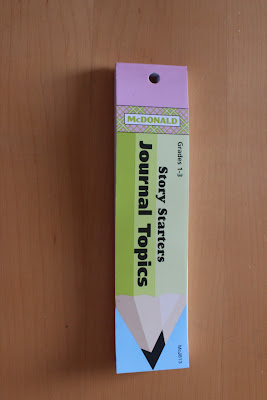 McDONALD
Grades 1-3
Story Starters
Journal Topics